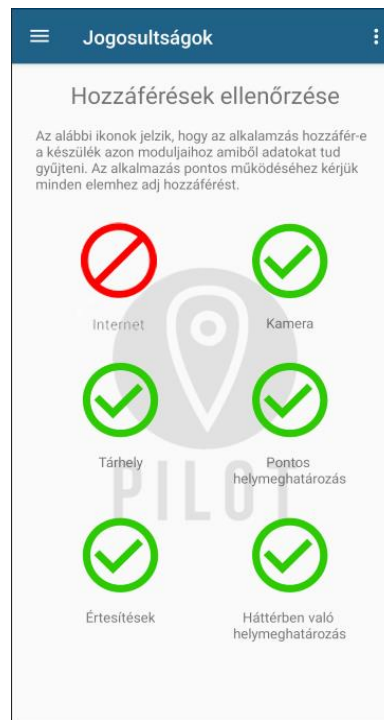 Jogosultságok
Hozzáférések ellenőrzése
Az alábbi ikonok jelzik, hogy az alkalamzás hozzáfér-e
a készülék azon moduljaihoz amiből adatokat tud
gyűjteni. Az alkalmazás pontos működéséhez kérjük
minden elemhez adj hozzáférést.
Internet
Kamera
Tárhely
Pontos
helymeghatározás
PILOT
Értesítések
Háttérben való
helymeghatározás